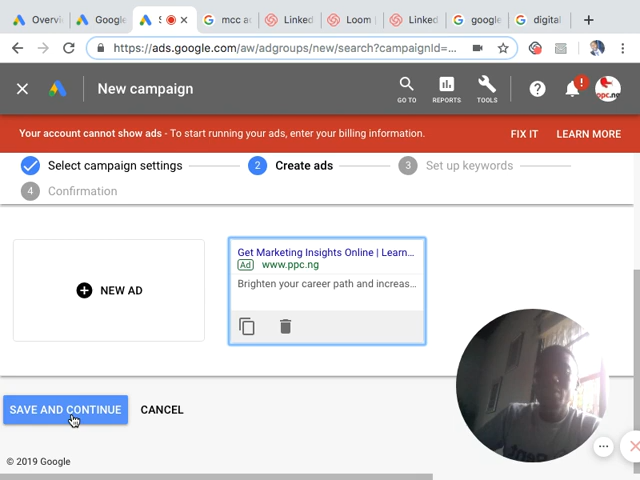 Overvi
Google
S
mcc ac
Linked
Loom |
Linked
google
digital
https://ads.google.com/aw/adgroups/new/search?campaignId=...
New campaign
GO TO
REPORTS
TOOLS
ppc.ng
Your account cannot show ads - To start running your ads, enter your billing information.
FIX IT
LEARN MORE
Select campaign settings
2
Create ads
3
Set up keywords
4
Confirmation
NEW AD
Get Marketing Insights Online | Learn...
Ad www.ppc.ng
Brighten your career path and increas...
SAVE AND CONTINUE
CANCEL
© 2019 Google